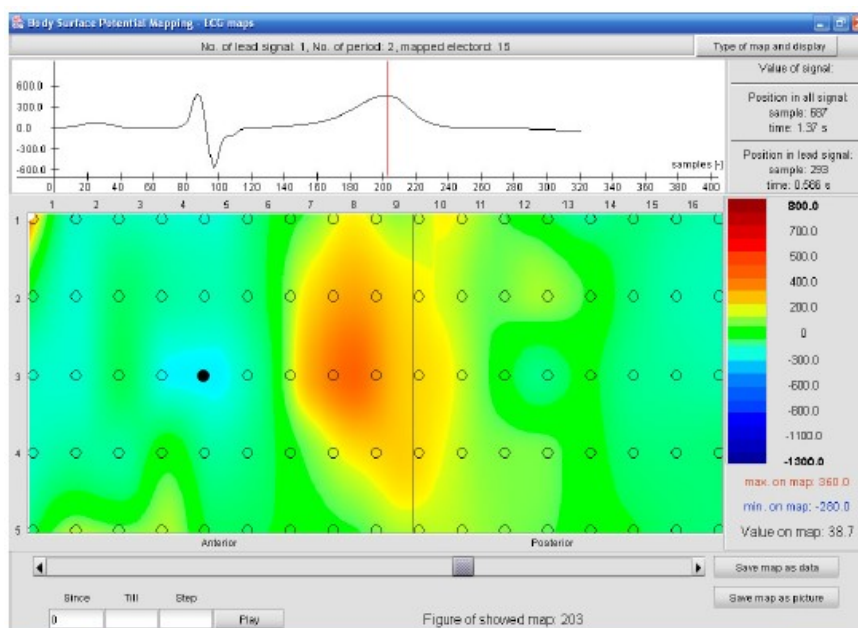 Body Surface Potential Mapping - ECG maps
No. of lead signal: 1, No. of period: 2, mapped electord: 15
Type of map and display
Value of signal:
600.0
300.0
0.0
-300.0
-600.0
Position in all signal:
sample: 687
time: 1.37 s
samples [-]
Position in lead signal:
sample: 293
time: 0.586 s
0 20 40 60 80 100 120 140 160 180 200 220 240 260 280 300 320 340 360 380 400
1 2 3 4 5 6 7 8 9 10 11 12 13 14 15 16
1
2
3
4
5
800.0
700.0
500.0
400.0
200.0
0
-300.0
-600.0
-800.0
-1100.0
-1300.0
max. on map: 360.0
min. on map: -280.0
Value on map: 38.7
Anterior Posterior
Save map as data
Save map as picture
Since Till Step
0
Play
Figure of showed map: 203